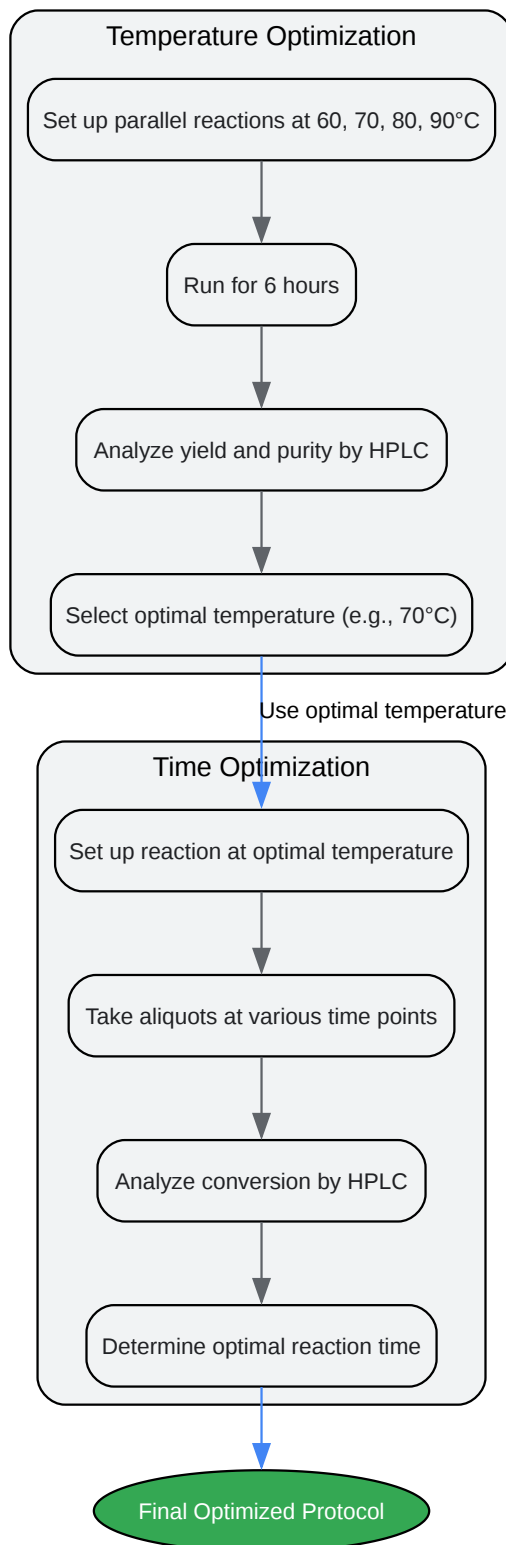 Temperature Optimization
Set up parallel reactions at 60, 70, 80, 90°C
Run for 6 hours
Analyze yield and purity by HPLC
Select optimal temperature (e.g., 70°C)
Use optimal temperature
Time Optimization
Set up reaction at optimal temperature
Take aliquots at various time points
Analyze conversion by HPLC
Determine optimal reaction time
Final Optimized Protocol